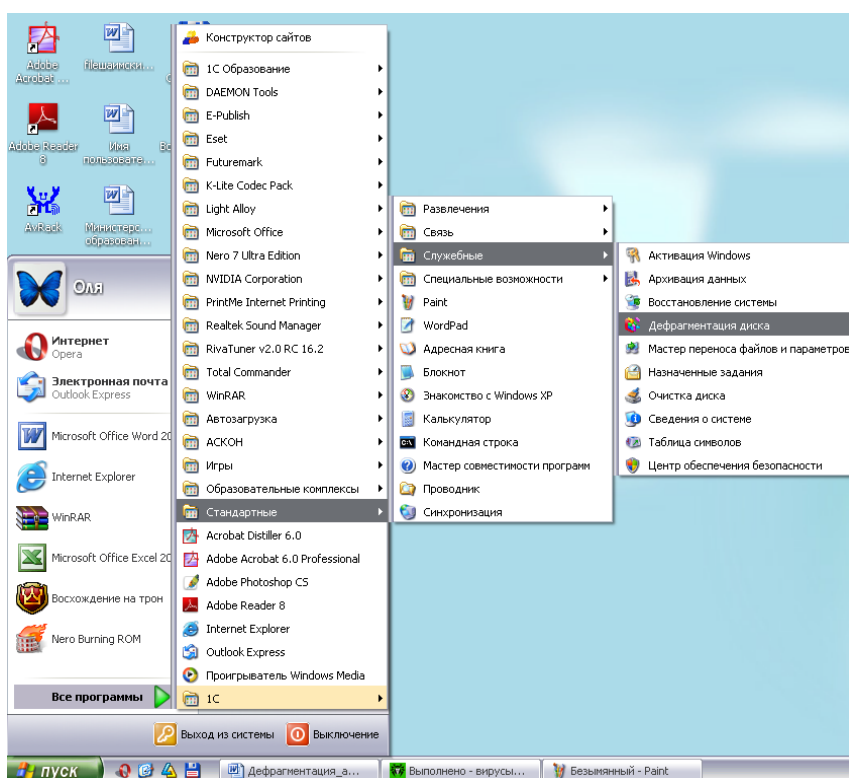 Adobe
Acrobat ...
Adobe Reader
8
Имя
пользовате...
AvRack
Министерс...
образован...
Оля
Интернет
Opera
Электронная почта
Outlook Express
Microsoft Office Word 20
Internet Explorer
WinRAR
Microsoft Office Excel 20
Восхождение на трон
Nero Burning ROM
Все программы
Конструктор сайтов
1С Образование
DAEMON Tools
E-Publish
Eset
Futuremark
K-Lite Codec Pack
Light Alloy
Microsoft Office
Nero 7 Ultra Edition
NVIDIA Corporation
PrintMe Internet Printing
Realtek Sound Manager
RivaTuner v2.0 RC 16.2
Total Commander
WinRAR
Автозагрузка
АСКОН
Игры
Образовательные комплексы
Стандартные
Acrobat Distiller 6.0
Adobe Acrobat 6.0 Professional
Adobe Photoshop CS
Adobe Reader 8
Internet Explorer
Outlook Express
Проигрыватель Windows Media
1С
Развлечения
Связь
Служебные
Специальные возможности
Paint
WordPad
Адресная книга
Блокнот
Знакомство с Windows XP
Калькулятор
Командная строка
Мастер совместимости программ
Проводник
Синхронизация
Активация Windows
Архивация данных
Восстановление системы
Дефрагментация диска
Мастер переноса файлов и параметров
Назначенные задания
Очистка диска
Сведения о системе
Таблица символов
Центр обеспечения безопасности
Выход из системы
Выключение
пуск
Дефрагментация_а...
Выполнено - вирусы...
Безымянный - Paint